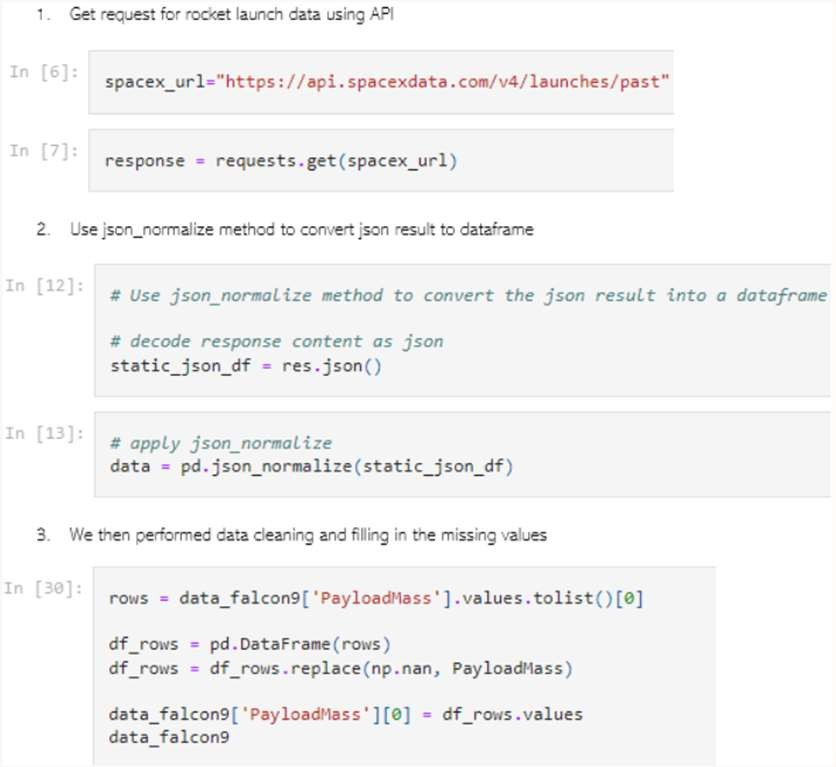 1. Get request for rocket launch data using API
In [6]: spacex_url="https://api.spacexdata.com/v4/launches/past"
In [7]: response = requests.get(spacex_url)
2. Use json_normalize method to convert json result to dataframe
In [12]: # Use json_normalize method to convert the json result into a dataframe
# decode response content as json
static_json_df = res.json()
In [13]: # apply json_normalize
data = pd.json_normalize(static_json_df)
3. We then performed data cleaning and filling in the missing values
In [30]: rows = data_falcon9['PayloadMass'].values.tolist()[0]
df_rows = pd.DataFrame(rows)
df_rows = df_rows.replace(np.nan, PayloadMass)
data_falcon9['PayloadMass'][0] = df_rows.values
data_falcon9